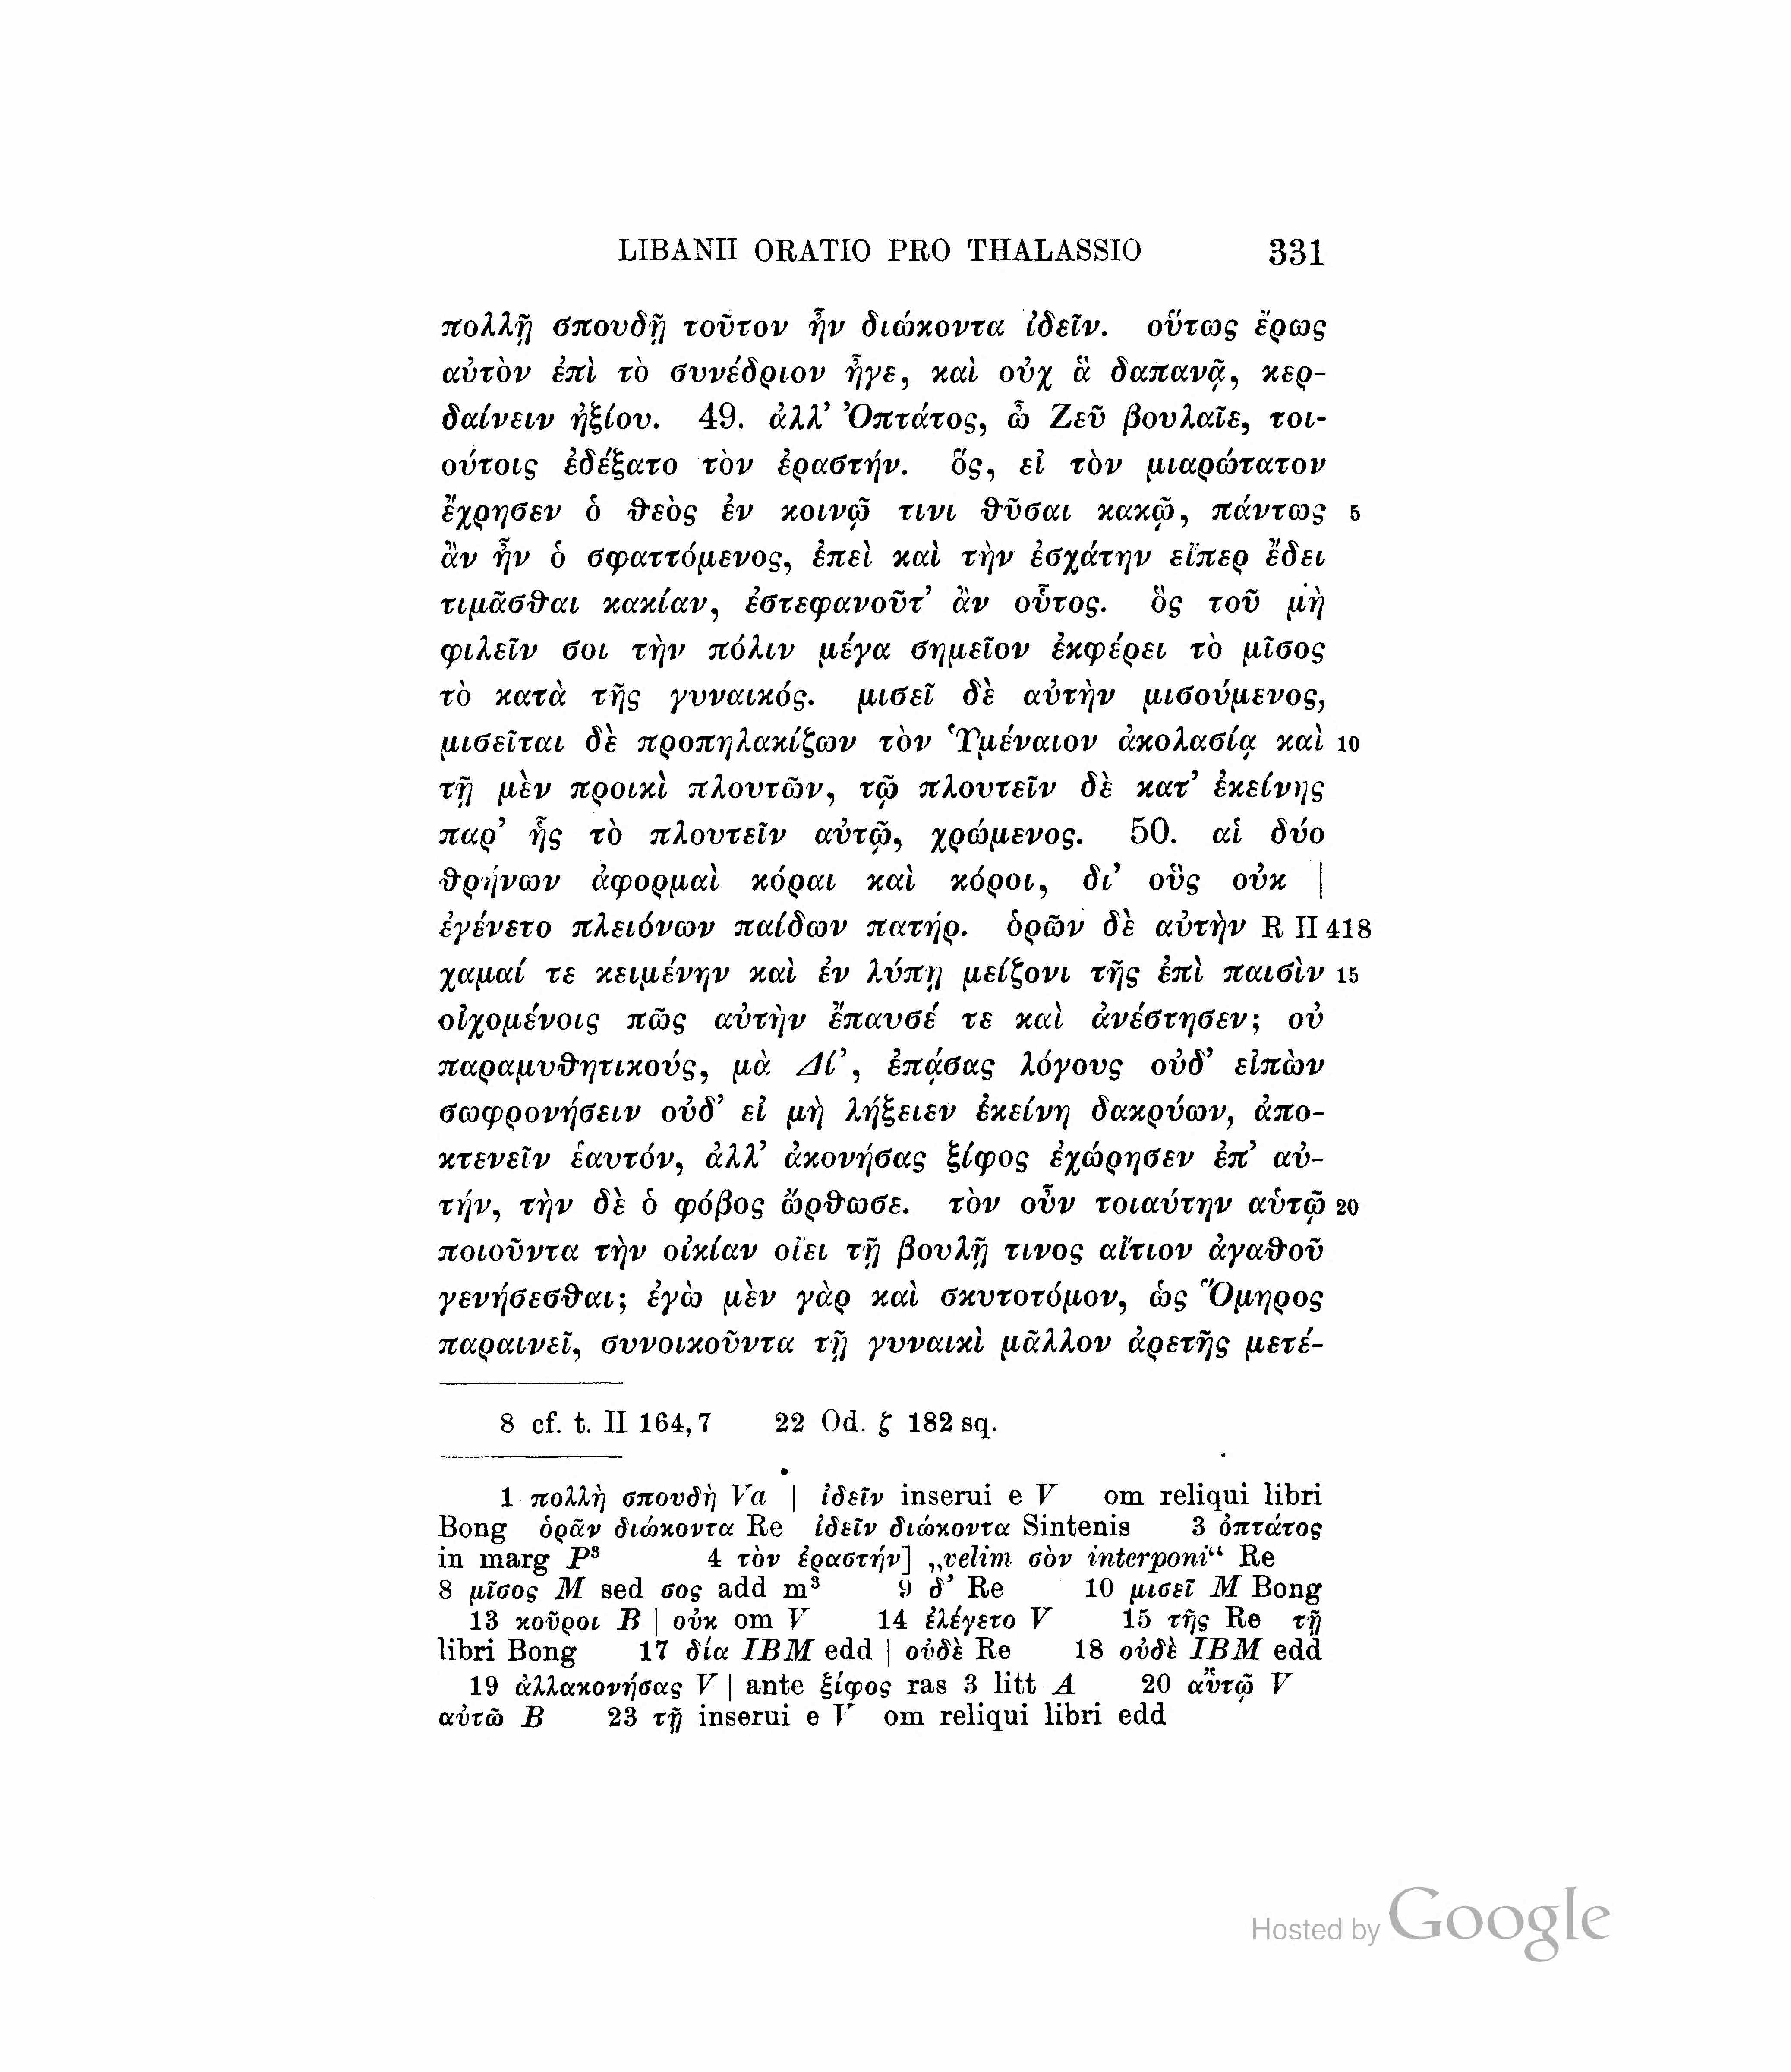 LIBANII ORATIO PRO THALASSIO 331
πολλῇ σπουδῇ τοῦτον ἦν διώκοντα ἰδεῖν. οὕτως ἔρως
αὐτὸν ἐπὶ τὸ συνέδριον ἦγε, καὶ οὐχ ἃ δαπανᾷ, κερ-
δαίνειν ἠξίου. 49. ἀλλ’ Ὀπτάτος, ὦ Ζεῦ βουλαῖε, τοι-
ούτοις ἐδέξατο τὸν ἐραστήν. ὅς, εἰ τὸν μιαρώτατον
ἔχρησεν ὁ θεὸς ἐν κοινῷ τινι θῦσαι κακῷ, πάντως 5
ἂν ἦν ὁ σφαττόμενος, ἐπεὶ καὶ τὴν ἐσχάτην εἴπερ ἔδει
τιμᾶσθαι κακίαν, ἐστεφανοῦτ’ ἂν οὗτος. ὃς τοῦ μὴ
φιλεῖν σοι τὴν πόλιν μέγα σημεῖον ἐκφέρει τὸ μῖσος
τὸ κατὰ τῆς γυναικός. μισεῖ δὲ αὐτὴν μισούμενος,
μισεῖται δὲ προπηλακίζων τὸν Ὑμέναιον ἀκολασίᾳ καὶ 10
τῇ μὲν προικὶ πλουτῶν, τῷ πλουτεῖν δὲ κατ’ ἐκείνης
παρ’ ἧς τὸ πλουτεῖν αὐτῷ, χρώμενος. 50. αἱ δύο
θρήνων ἀφορμαὶ κόραι καὶ κόροι, δι’ οὓς οὐκ |
ἐγένετο πλειόνων παίδων πατήρ. ὁρῶν δὲ αὐτὴν R II 418
χαμαί τε κειμένην καὶ ἐν λύπῃ μείζονι τῆς ἐπὶ παισὶν 15
οἰχομένοις πῶς αὐτὴν ἔπαυσέ τε καὶ ἀνέστησεν; οὐ
παραμυθητικούς, μὰ Δί’, ἐπᾴσας λόγους οὐδ’ εἰπὼν
σωφρονήσειν οὐδ’ εἰ μὴ λήξειεν ἐκείνη δακρύων, ἀπο-
κτενεῖν ἑαυτόν, ἀλλ’ ἀκονήσας ξίφος ἐχώρησεν ἐπ’ αὐ-
τήν, τὴν δὲ ὁ φόβος ὤρθωσε. τὸν οὖν τοιαύτην αὑτῷ 20
ποιοῦντα τὴν οἰκίαν οἴει τῇ βουλῇ τινος αἴτιον ἀγαθοῦ
γενήσεσθαι; ἐγὼ μὲν γὰρ καὶ σκυτοτόμον, ὡς Ὅμηρος
παραινεῖ, συνοικοῦντα τῇ γυναικὶ μᾶλλον ἀρετῆς μετέ-
8 cf. t. II 164,7 22 Od. ζ 182 sq.
1 πολλὴ σπουδὴ Va | ἰδεῖν inserui e V om reliqui libri
Bong ὁρᾶν διώκοντα Re ἰδεῖν διώκοντα Sintenis 3 ὀπτάτος
in marg P³ 4 τὸν ἐραστήν] „velim σὸν interponi“ Re
8 μῖσος M sed σος add m³ 9 δ’ Re 10 μισεῖ M Bong
13 κοῦροι B | οὐκ om V 14 ἐλέγετο V 15 τῆς Re τῇ
libri Bong 17 δία IBM edd | οὐδὲ Re 18 οὐδὲ IBM edd
19 ἀλλακονήσας V | ante ξίφος ras 3 litt A 20 αὖτῷ V
αὐτῶ B 23 τῇ inserui e V om reliqui libri edd
Hosted by Google